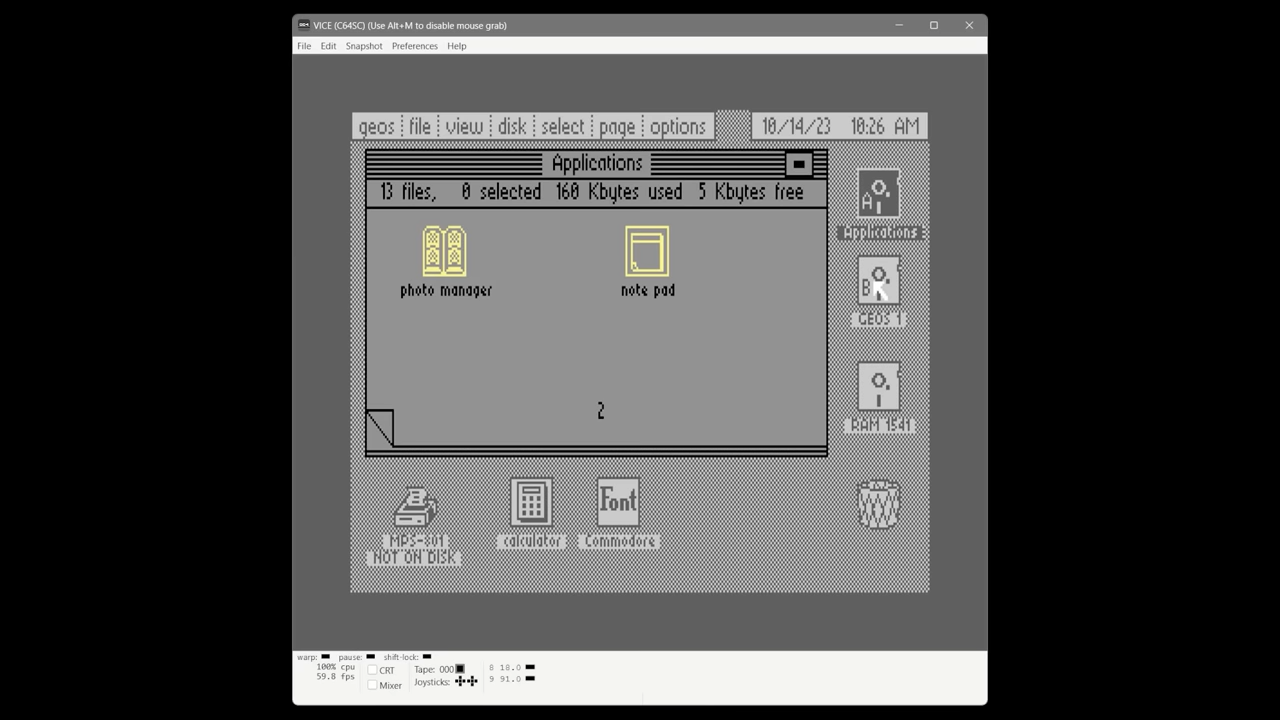 VICE (C64SC) (Use Alt+M to disable mouse grab)
File Edit Snapshot Preferences Help
geos file view disk select page options 10/14/23 10:26 AM
Applications
13 files, 0 selected 160 Kbytes used 5 Kbytes free
A
Applications
photo manager note pad
B
GEOS 1
RAM 1541
2
Font
MPS-801 calculator Commodore
NOT ON DISK
warp: pause: shift-lock:
100% cpu CRT Tape: 000 8 18.0
59.8 fps Mixer Joysticks: 9 91.0